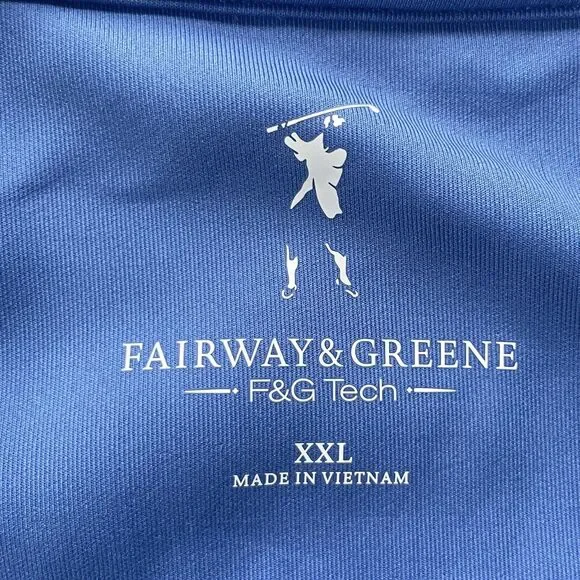 FAIRWAY & GREENE
F&G Tech
XXL
MADE IN VIETNAM